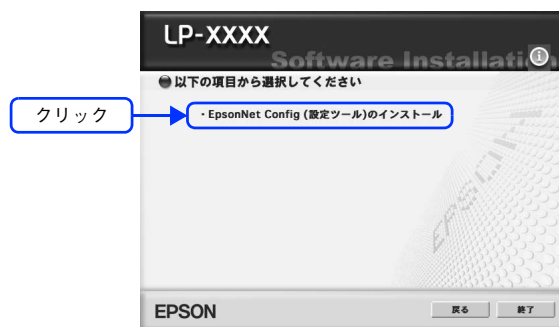 LP-XXXX
Software Installati
以下の項目から選択してください
クリック
・EpsonNet Config (設定ツール)のインストール
EPSON
EPSON
戻る
終了